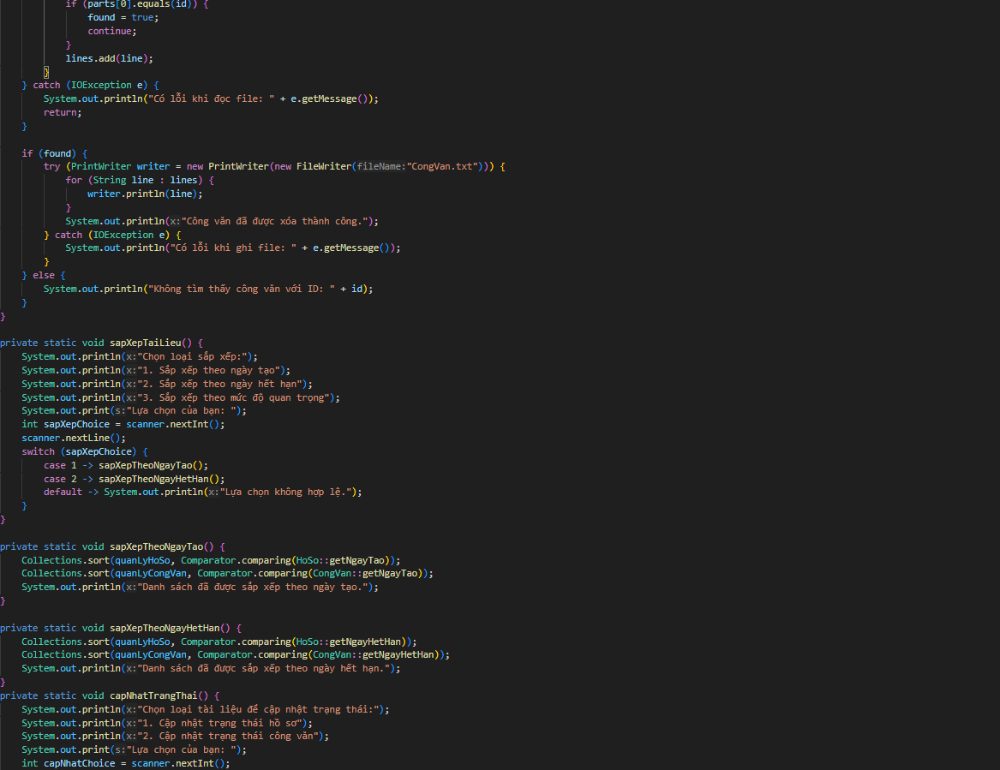 if (parts[0].equals(id)) {
found = true;
continue;
}
lines.add(line);
}
} catch (IOException e) {
System.out.println("Có lỗi khi đọc file: " + e.getMessage());
return;
}
if (found) {
try (PrintWriter writer = new PrintWriter(new FileWriter(fileName:"CongVan.txt"))) {
for (String line : lines) {
writer.println(line);
}
System.out.println(x:"Công văn đã được xóa thành công.");
} catch (IOException e) {
System.out.println("Có lỗi khi ghi file: " + e.getMessage());
}
} else {
System.out.println("Không tìm thấy công văn với ID: " + id);
}
}
private static void sapXepTaiLieu() {
System.out.println(x:"Chọn loại sắp xếp:");
System.out.println(x:"1. Sắp xếp theo ngày tạo");
System.out.println(x:"2. Sắp xếp theo ngày hết hạn");
System.out.println(x:"3. Sắp xếp theo mức độ quan trọng");
System.out.print(s:"Lựa chọn của bạn: ");
int sapXepChoice = scanner.nextInt();
scanner.nextLine();
switch (sapXepChoice) {
case 1 -> sapXepTheoNgayTao();
case 2 -> sapXepTheoNgayHetHan();
default -> System.out.println(x:"Lựa chọn không hợp lệ.");
}
}
private static void sapXepTheoNgayTao() {
Collections.sort(quanLyHoSo, Comparator.comparing(HoSo::getNgayTao));
Collections.sort(quanLyCongVan, Comparator.comparing(CongVan::getNgayTao));
System.out.println(x:"Danh sách đã được sắp xếp theo ngày tạo.");
}
private static void sapXepTheoNgayHetHan() {
Collections.sort(quanLyHoSo, Comparator.comparing(HoSo::getNgayHetHan));
Collections.sort(quanLyCongVan, Comparator.comparing(CongVan::getNgayHetHan));
System.out.println(x:"Danh sách đã được sắp xếp theo ngày hết hạn.");
}
private static void capNhatTrangThai() {
System.out.println(x:"Chọn loại tài liệu để cập nhật trạng thái:");
System.out.println(x:"1. Cập nhật trạng thái hồ sơ");
System.out.println(x:"2. Cập nhật trạng thái công văn");
System.out.print(s:"Lựa chọn của bạn: ");
int capNhatChoice = scanner.nextInt();